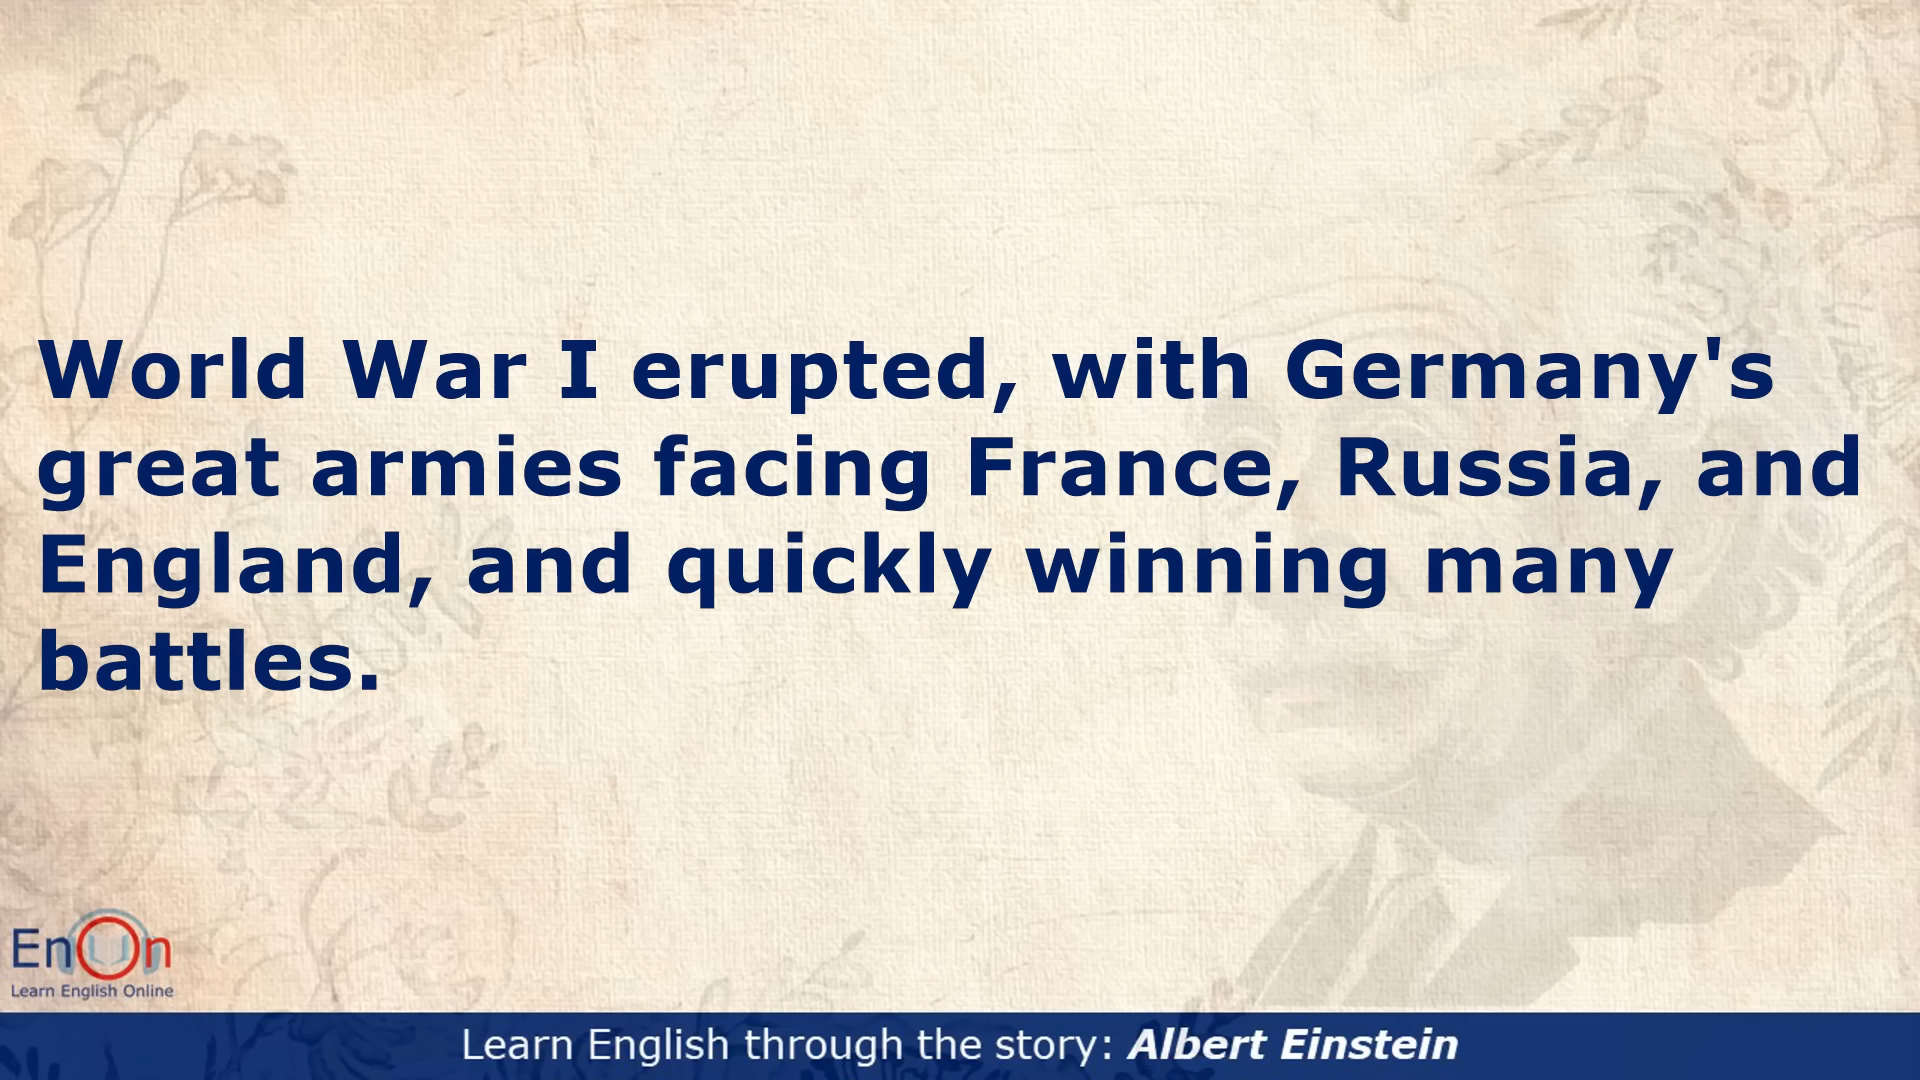 World War I erupted, with Germany's
great armies facing France, Russia, and
England, and quickly winning many
battles.
EnOn
Learn English Online
Learn English through the story: Albert Einstein